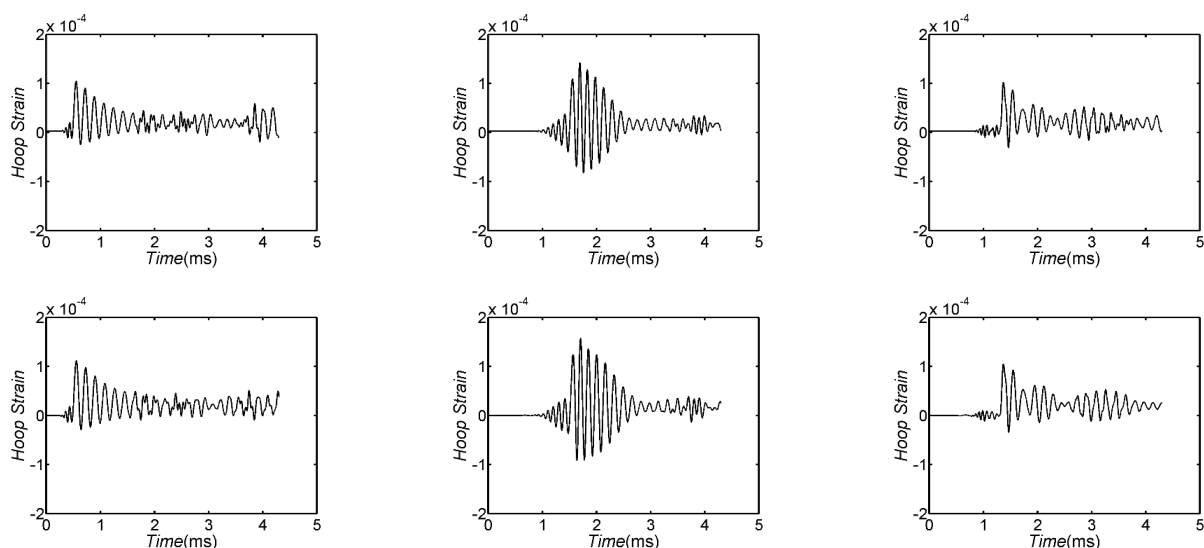 x 10^-4 x 10^-4 x 10^-4
2 2 2
1 1 1
0 0 0
-1 -1 -1
-2 -2 -2
Hoop Strain Hoop Strain Hoop Strain
0 1 2 3 4 5 0 1 2 3 4 5 0 1 2 3 4 5
Time(ms) Time(ms) Time(ms)
x 10^-4 x 10^-4 x 10^-4
2 2 2
1 1 1
0 0 0
-1 -1 -1
-2 -2 -2
Hoop Strain Hoop Strain Hoop Strain
0 1 2 3 4 5 0 1 2 3 4 5 0 1 2 3 4 5
Time(ms) Time(ms) Time(ms)